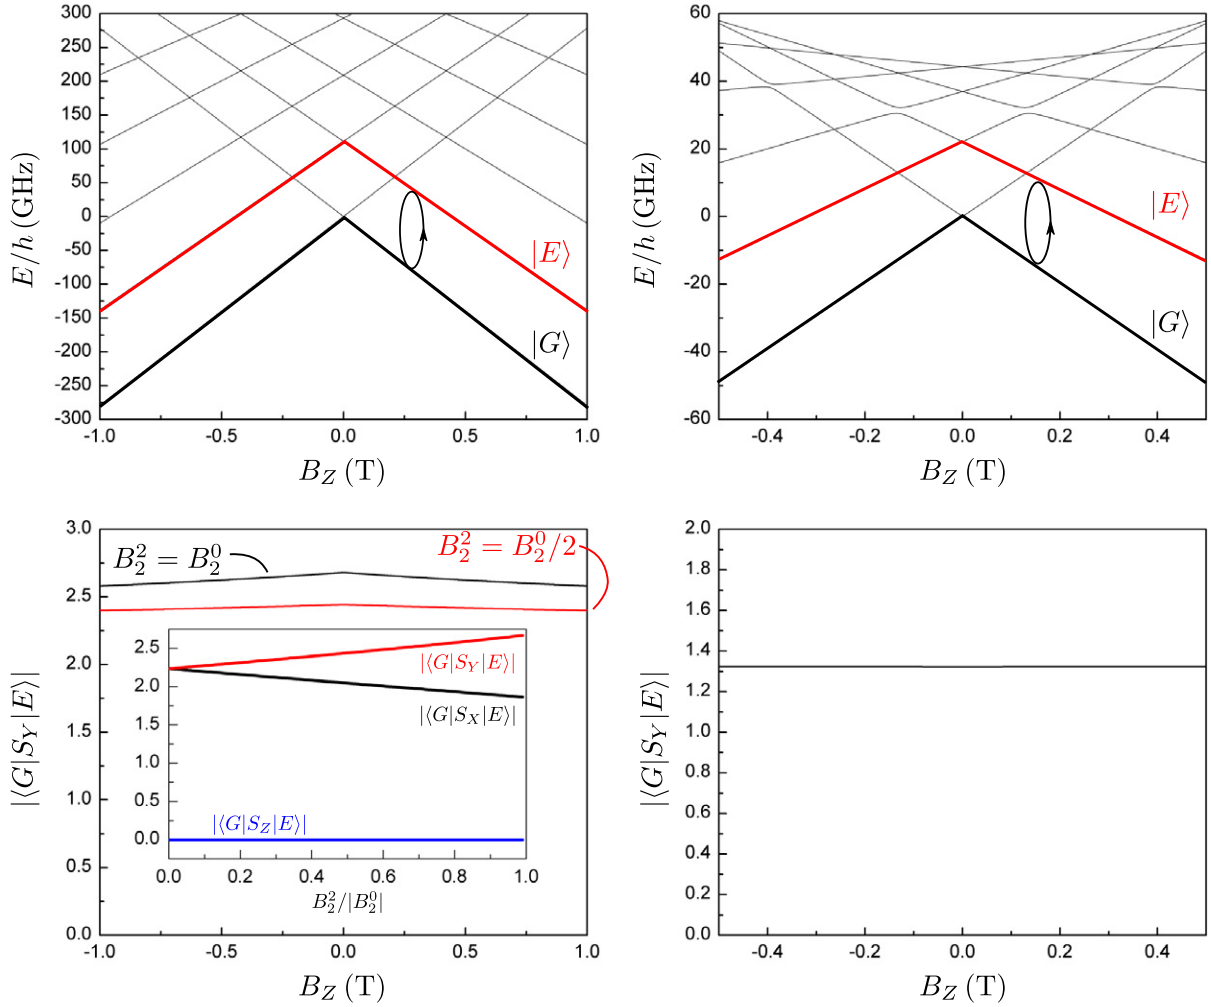 300
250
200
150
100
50
0
-50
-100
-150
-200
-250
-300
E/h (GHz)
|E⟩
|G⟩
-1.0 -0.5 0.0 0.5 1.0
B_Z (T)
60
40
20
0
-20
-40
-60
E/h (GHz)
|E⟩
|G⟩
-0.4 -0.2 0.0 0.2 0.4
B_Z (T)
3.0
2.5
2.0
1.5
1.0
0.5
0.0
|⟨G|S_Y|E⟩|
B_2^2 = B_2^0
B_2^2 = B_2^0/2
2.5
2.0
1.5
1.0
0.5
0.0
|⟨G|S_Y|E⟩|
|⟨G|S_X|E⟩|
|⟨G|S_Z|E⟩|
0.0 0.2 0.4 0.6 0.8 1.0
B_2^2/|B_2^0|
-1.0 -0.5 0.0 0.5 1.0
B_Z (T)
2.0
1.8
1.6
1.4
1.2
1.0
0.8
0.6
0.4
0.2
0.0
|⟨G|S_Y|E⟩|
-0.4 -0.2 0.0 0.2 0.4
B_Z (T)